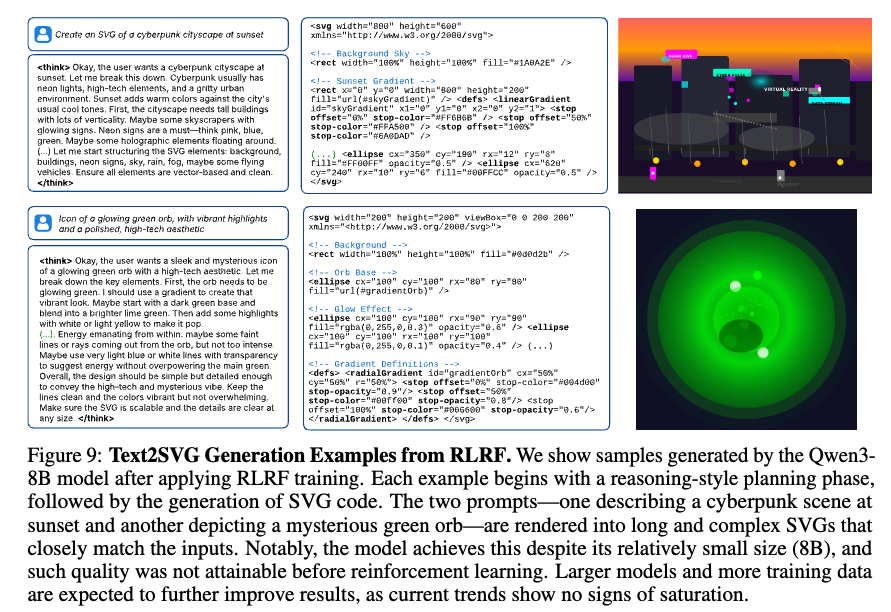 Create an SVG of a cyberpunk cityscape at sunset
<think> Okay, the user wants a cyberpunk cityscape at
sunset. Let me break this down. Cyberpunk usually has
neon lights, high-tech elements, and a gritty urban
environment. Sunset adds warm colors against the city's
usual cool tones. First, the cityscape needs tall buildings
with lots of verticality. Maybe some skyscrapers with
glowing signs. Neon signs are a must—think pink, blue,
green. Maybe some holographic elements floating around.
(...) Let me start structuring the SVG elements: background,
buildings, neon signs, sky, rain, fog, maybe some flying
vehicles. Ensure all elements are vector-based and clean.
</think>
<svg width="800" height="600"
xmlns="http://www.w3.org/2000/svg">
<!-- Background Sky -->
<rect width="100%" height="100%" fill="#1A0A2E" />
<!-- Sunset Gradient -->
<rect x="0" y="0" width="800" height="200"
fill="url(#skyGradient)" /> <defs> <linearGradient
id="skyGradient" x1="0" y1="0" x2="0" y2="1"> <stop
offset="0%" stop-color="#FF6B6B" /> <stop offset="50%"
stop-color="#FFA500" /> <stop offset="100%"
stop-color="#6A0DAD" />
(...) <ellipse cx="350" cy="190" rx="12" ry="8"
fill="#FF00FF" opacity="0.5" /> <ellipse cx="620"
cy="240" rx="10" ry="6" fill="#00FFCC" opacity="0.5" />
</svg>
NEON LIVE
VIRTUAL REALITY
Icon of a glowing green orb, with vibrant highlights
and a polished, high-tech aesthetic
<think> Okay, the user wants a sleek and mysterious icon
of a glowing green orb with a high-tech aesthetic. Let me
break down the key elements. First, the orb needs to be
glowing green. I should use a gradient to create that
vibrant look. Maybe start with a dark green base and
blend into a brighter lime green. Then add some highlights
with white or light yellow to make it pop.
(...). Energy emanating from within. maybe some faint
lines or rays coming out from the orb, but not too intense.
Maybe use very light blue or white lines with transparency
to suggest energy without overpowering the main green.
Overall, the design should be simple but detailed enough
to convey the high-tech and mysterious vibe. Keep the
lines clean and the colors vibrant but not overwhelming.
Make sure the SVG is scalable and the details are clear at
any size. </think>
<svg width="200" height="200" viewBox="0 0 200 200"
xmlns="<http://www.w3.org/2000/svg>">
<!-- Background -->
<rect width="100%" height="100%" fill="#0d0d2b" />
<!-- Orb Base -->
<ellipse cx="100" cy="100" rx="80" ry="80"
fill="url(#gradientOrb)" />
<!-- Glow Effect -->
<ellipse cx="100" cy="100" rx="90" ry="90"
fill="rgba(0,255,0,0.3)" opacity="0.6" /> <ellipse
cx="100" cy="100" rx="100" ry="100"
fill="rgba(0,255,0,0.1)" opacity="0.4" /> (...)
<!-- Gradient Definitions -->
<defs> <radialGradient id="gradientOrb" cx="50%"
cy="50%" r="50%"> <stop offset="0%" stop-color="#004d00"
stop-opacity="0.9"/> <stop offset="50%"
stop-color="#00ff00" stop-opacity="0.8"/> <stop
offset="100%" stop-color="#006600" stop-opacity="0.6"/>
</radialGradient> </defs> </svg>
Figure 9: Text2SVG Generation Examples from RLRF. We show samples generated by the Qwen3-
8B model after applying RLRF training. Each example begins with a reasoning-style planning phase,
followed by the generation of SVG code. The two prompts—one describing a cyberpunk scene at
sunset and another depicting a mysterious green orb—are rendered into long and complex SVGs that
closely match the inputs. Notably, the model achieves this despite its relatively small size (8B), and
such quality was not attainable before reinforcement learning. Larger models and more training data
are expected to further improve results, as current trends show no signs of saturation.